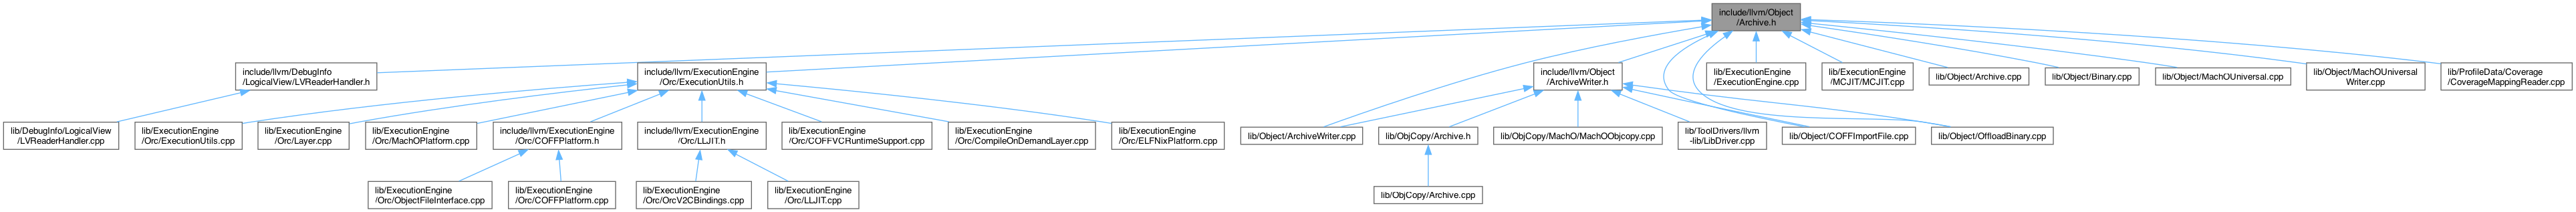 include/llvm/Object
/Archive.h
include/llvm/DebugInfo
/LogicalView/LVReaderHandler.h
include/llvm/ExecutionEngine
/Orc/ExecutionUtils.h
include/llvm/Object
/ArchiveWriter.h
lib/ExecutionEngine
/ExecutionEngine.cpp
lib/ExecutionEngine
/MCJIT/MCJIT.cpp
lib/Object/Archive.cpp
lib/Object/Binary.cpp
lib/Object/MachOUniversal.cpp
lib/Object/MachOUniversal
Writer.cpp
lib/ProfileData/Coverage
/CoverageMappingReader.cpp
lib/DebugInfo/LogicalView
/LVReaderHandler.cpp
lib/ExecutionEngine
/Orc/ExecutionUtils.cpp
lib/ExecutionEngine
/Orc/Layer.cpp
lib/ExecutionEngine
/Orc/MachOPlatform.cpp
include/llvm/ExecutionEngine
/Orc/COFFPlatform.h
include/llvm/ExecutionEngine
/Orc/LLJIT.h
lib/ExecutionEngine
/Orc/COFFVCRuntimeSupport.cpp
lib/ExecutionEngine
/Orc/CompileOnDemandLayer.cpp
lib/ExecutionEngine
/Orc/ELFNixPlatform.cpp
lib/Object/ArchiveWriter.cpp
lib/ObjCopy/Archive.h
lib/ObjCopy/MachO/MachOObjcopy.cpp
lib/ToolDrivers/llvm
-lib/LibDriver.cpp
lib/Object/COFFImportFile.cpp
lib/Object/OffloadBinary.cpp
lib/ExecutionEngine
/Orc/ObjectFileInterface.cpp
lib/ExecutionEngine
/Orc/COFFPlatform.cpp
lib/ExecutionEngine
/Orc/OrcV2CBindings.cpp
lib/ExecutionEngine
/Orc/LLJIT.cpp
lib/ObjCopy/Archive.cpp